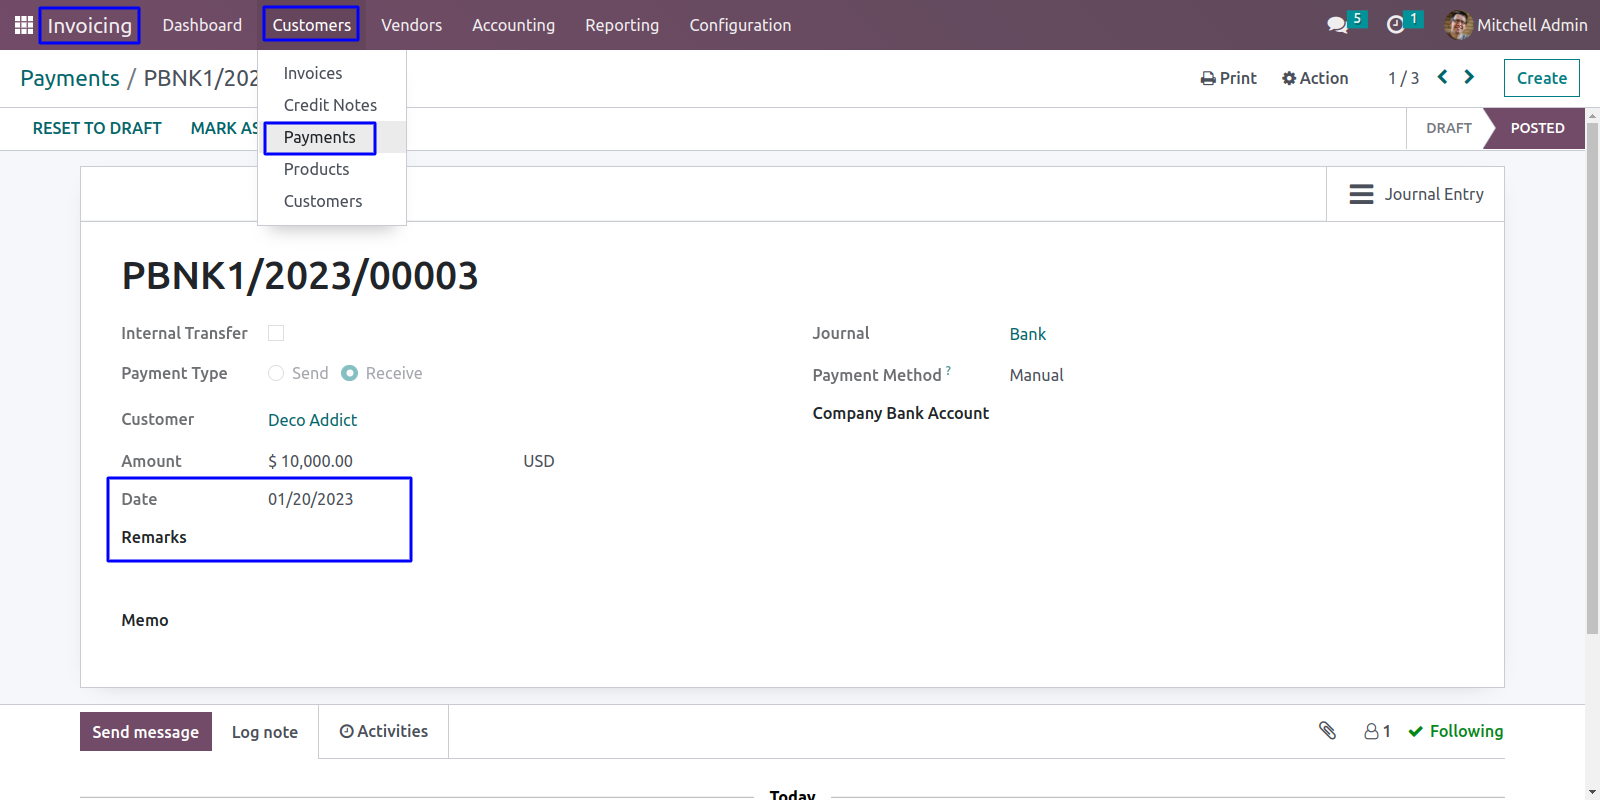 Invoicing Dashboard Customers Vendors Accounting Reporting Configuration 5 1 Mitchell Admin
Payments / PBNK1/202 Print Action 1 / 3 Create
Invoices
Credit Notes
Payments
Products
Customers
RESET TO DRAFT MARK AS DRAFT POSTED
Journal Entry
PBNK1/2023/00003
Internal Transfer
Payment Type Send Receive
Customer Deco Addict
Amount $ 10,000.00 USD
Date 01/20/2023
Remarks
Memo
Journal Bank
Payment Method ? Manual
Company Bank Account
Send message Log note Activities 1 Following
Today